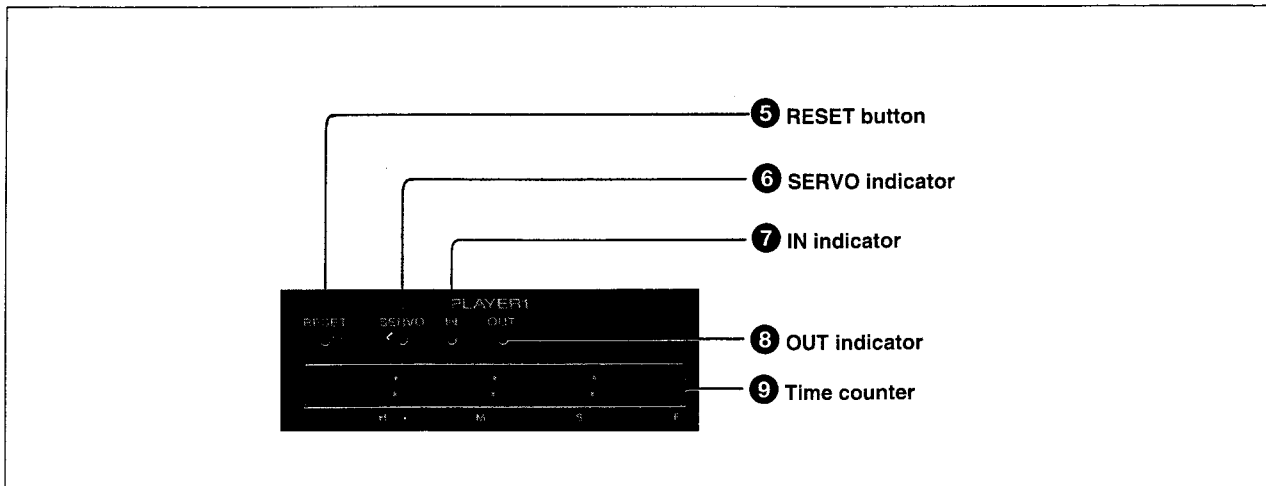 5 RESET button
6 SERVO indicator
7 IN indicator
PLAYER1
RESET SERVO IN OUT
8 OUT indicator
9 Time counter
H M S F